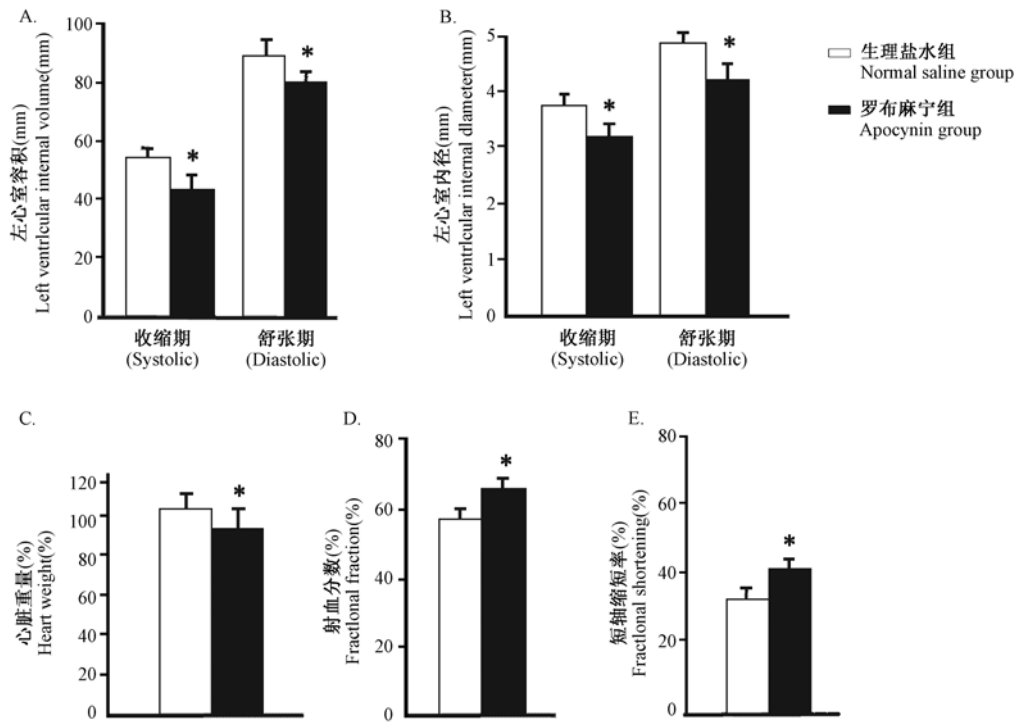 A.
左心室容积(mm)
Left ventrlcular internal volume(mm)
100
80
60
40
20
0
收缩期
(Systolic)
舒张期
(Diastolic)
*
*
B.
左心室内径(mm)
Left ventrlcular internal diameter(mm)
5
4
3
2
1
0
收缩期
(Systolic)
舒张期
(Diastolic)
*
*
生理盐水组
Normal saline group
罗布麻宁组
Apocynin group
C.
心脏重量(%)
Heart weight(%)
120
100
80
60
40
20
0
*
D.
射血分数(%)
Fractlonal fraction(%)
80
60
40
20
0
*
E.
短轴缩短率(%)
Fractlonal shortening(%)
80
60
40
20
0
*